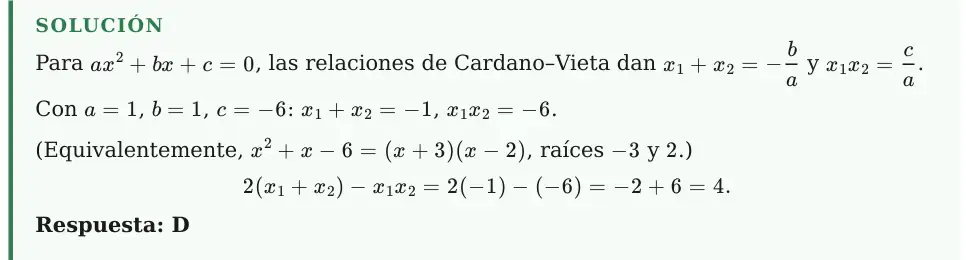 SOLUCIÓN
Para ax² + bx + c = 0, las relaciones de Cardano–Vieta dan x₁ + x₂ = −b/a y x₁x₂ = c/a.
Con a = 1, b = 1, c = −6: x₁ + x₂ = −1, x₁x₂ = −6.
(Equivalentemente, x² + x − 6 = (x + 3)(x − 2), raíces −3 y 2.)
2(x₁ + x₂) − x₁x₂ = 2(−1) − (−6) = −2 + 6 = 4.
Respuesta: D